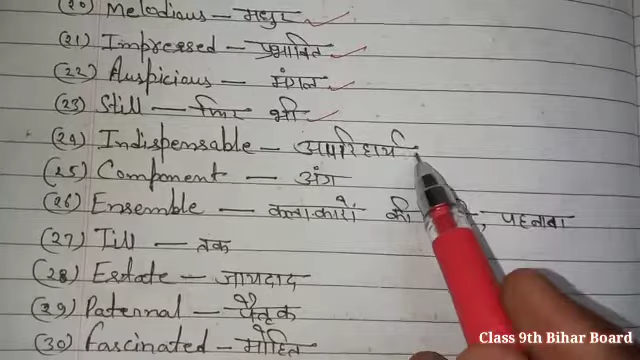 (20) Melodious – मधुर
(21) Impressed – प्रभावित
(22) Auspicious – मंगल
(23) Still – फिर भी
(24) Indispensable – अपरिहार्य
(25) Component – अंग
(26) Ensemble – कलाकारों की , पहनावा
(27) Till – तक
(28) Estate – जायदाद
(29) Paternal – पैतृक
(30) Fascinated – मोहित
Class 9th Bihar Board